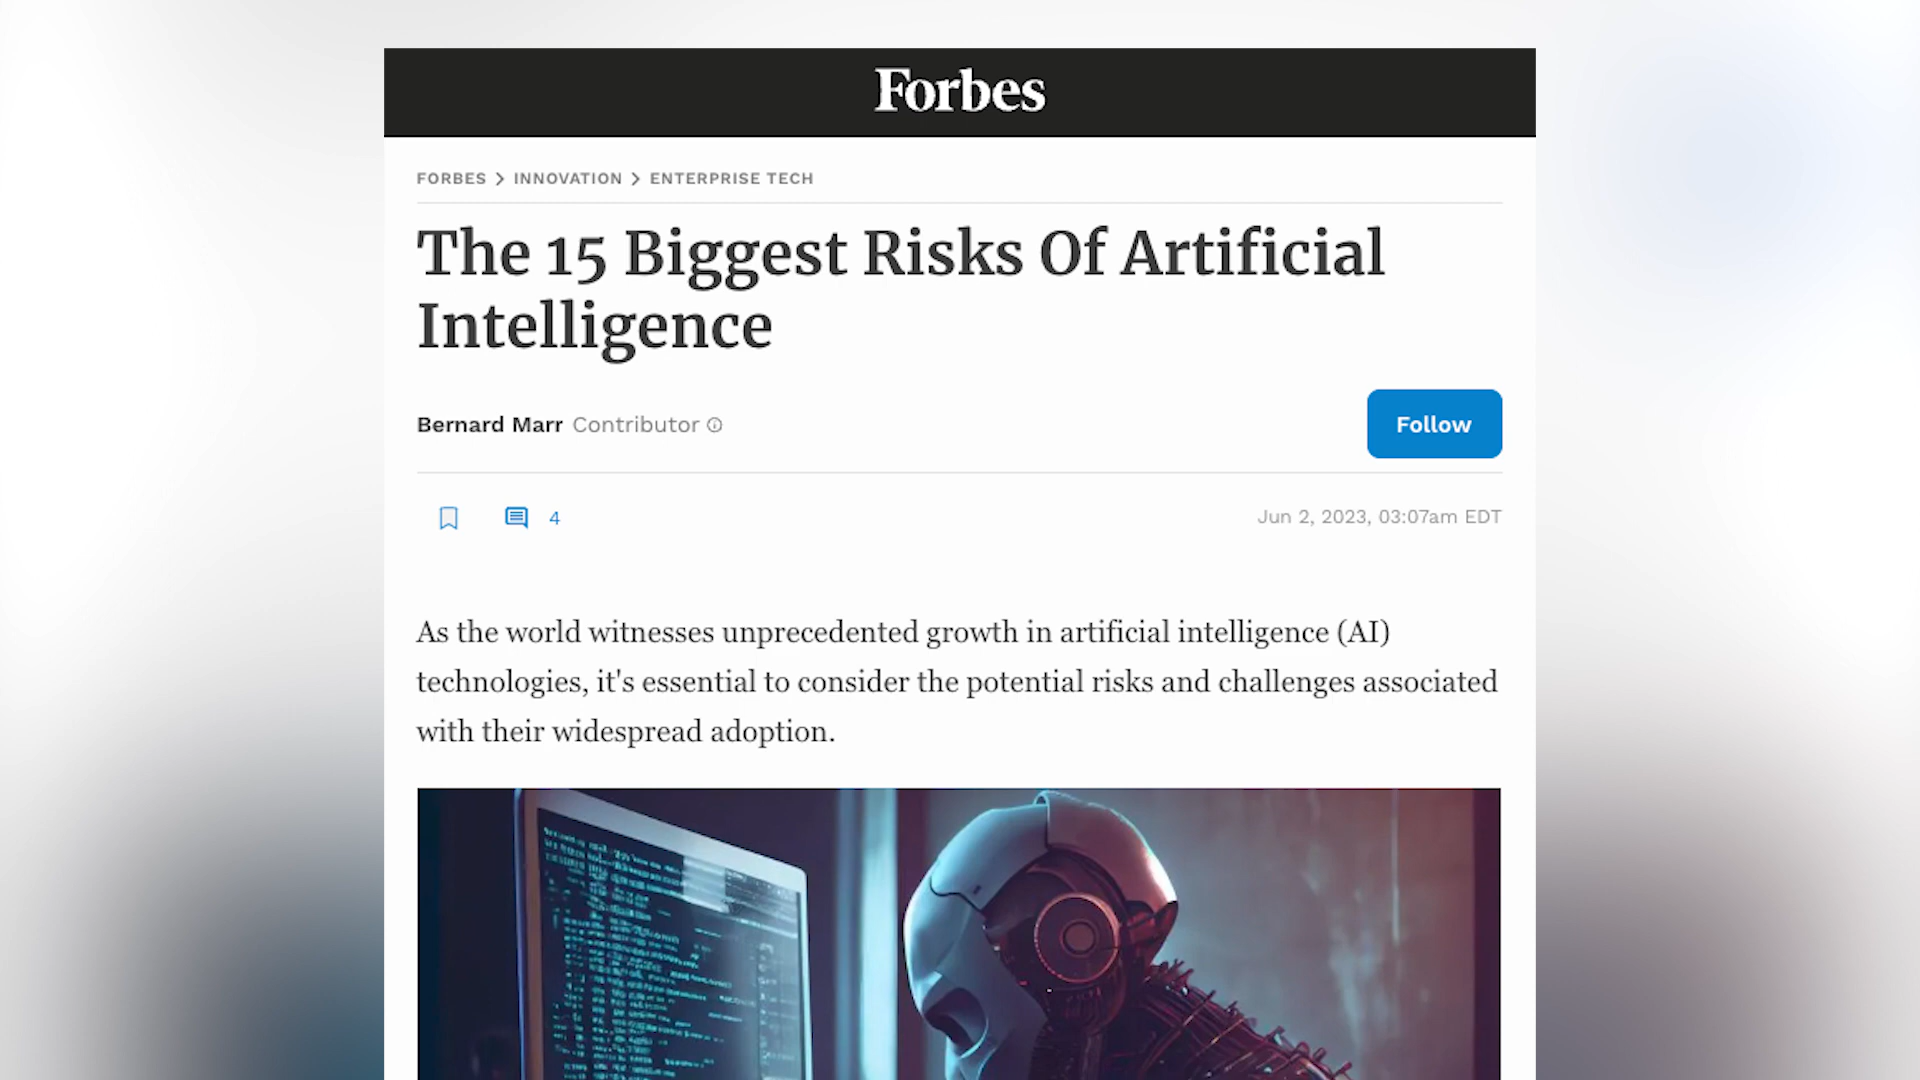 Forbes
FORBES > INNOVATION > ENTERPRISE TECH
The 15 Biggest Risks Of Artificial
Intelligence
Bernard Marr Contributor
Follow
4
Jun 2, 2023, 03:07am EDT
As the world witnesses unprecedented growth in artificial intelligence (AI)
technologies, it's essential to consider the potential risks and challenges associated
with their widespread adoption.